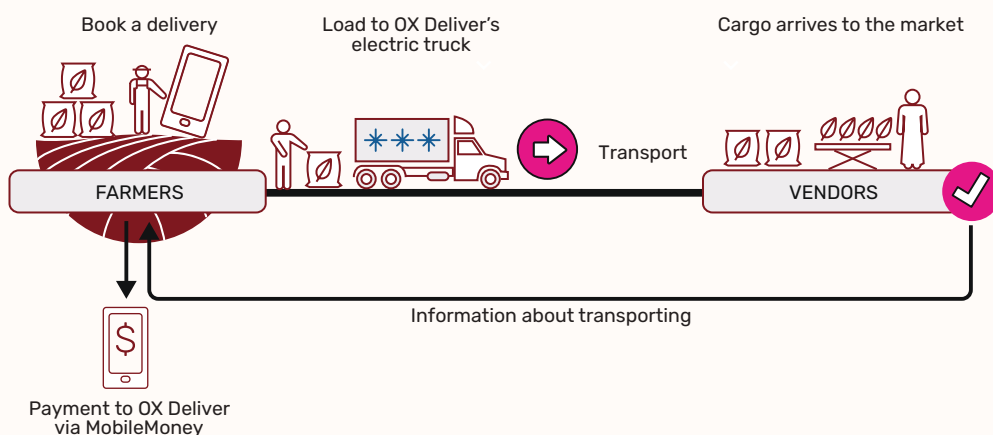 Book a delivery
Load to OX Deliver's
electric truck
Cargo arrives to the market
Transport
FARMERS
VENDORS
Information about transporting
$
Payment to OX Deliver
via MobileMoney